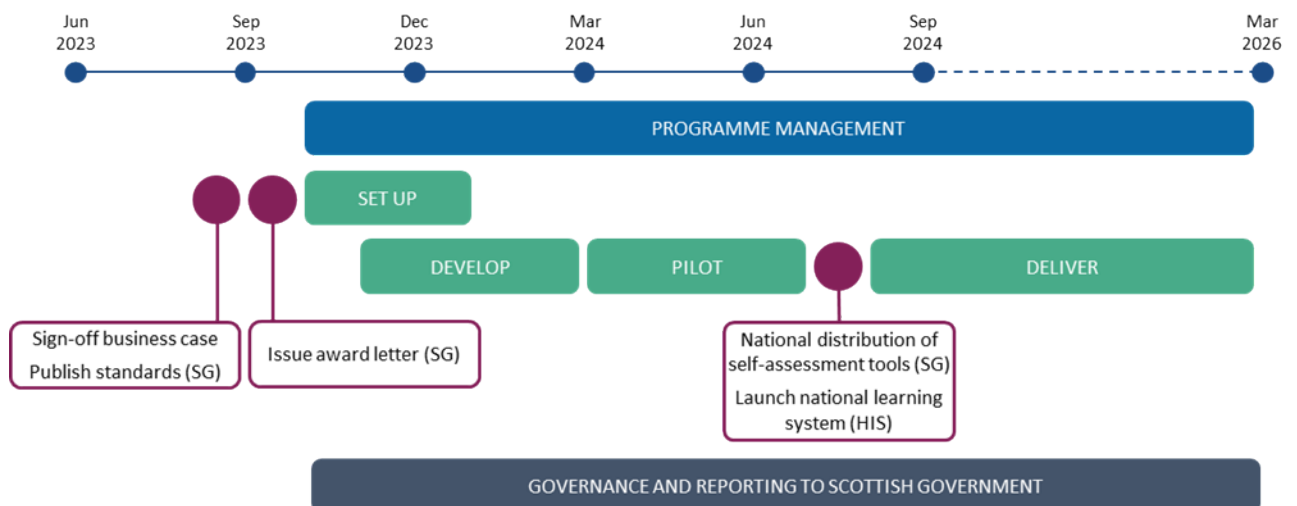 Jun
2023
Sep
2023
Dec
2023
Mar
2024
Jun
2024
Sep
2024
Mar
2026
PROGRAMME MANAGEMENT
SET UP
DEVELOP
PILOT
DELIVER
Sign-off business case
Publish standards (SG)
Issue award letter (SG)
National distribution of
self-assessment tools (SG)
Launch national learning
system (HIS)
GOVERNANCE AND REPORTING TO SCOTTISH GOVERNMENT